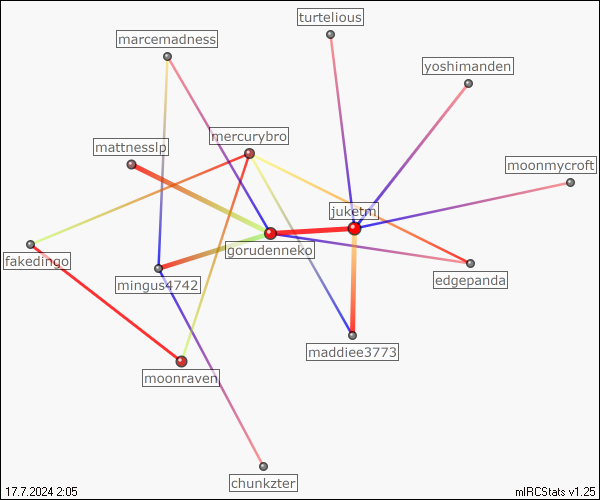 turtelious
marcemadness
yoshimanden
mercurybro
mattnesslp
moonmycroft
juketm
gorudenneko
fakedingo
edgepanda
mingus4742
maddiee3773
moonraven
chunkzter
17.7.2024 2:05
mIRCStats v1.25